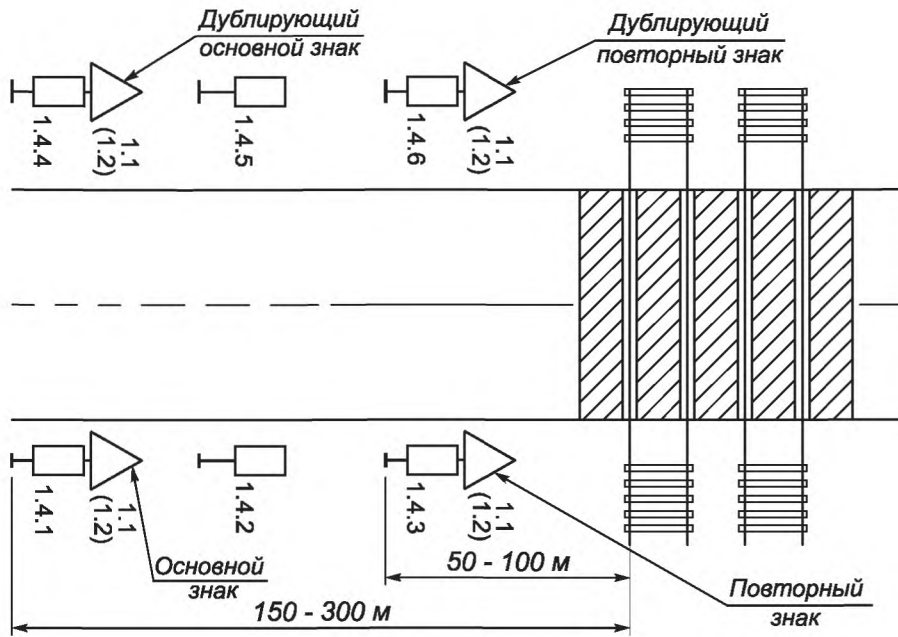 Дублирующий
основной знак
Дублирующий
повторный знак
1.4.4
1.1
(1.2)
1.4.5
1.4.6
1.1
(1.2)
1.4.1
1.1
(1.2)
1.4.2
1.4.3
1.1
(1.2)
Основной
знак
50 - 100 м
Повторный
знак
150 - 300 м